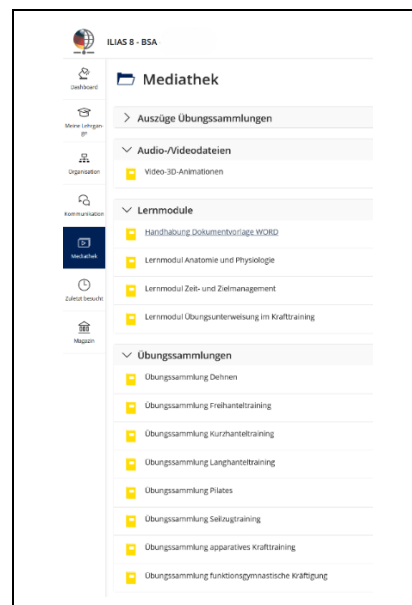 ILIAS 8 - BSA
Dashboard
Meine Lehrgän-
ge
Organisation
Kommunikation
Mediathek
Zuletzt besucht
Magazin
Mediathek
Auszüge Übungssammlungen
Audio-/Videodateien
Video-3D-Animationen
Lernmodule
Handhabung Dokumentvorlage WORD
Lernmodul Anatomie und Physiologie
Lernmodul Zeit- und Zielmanagement
Lernmodul Übungsunterweisung im Krafttraining
Übungssammlungen
Übungssammlung Dehnen
Übungssammlung Freihanteltraining
Übungssammlung Kurzhanteltraining
Übungssammlung Langhanteltraining
Übungssammlung Pilates
Übungssammlung Seilzugtraining
Übungssammlung apparatives Krafttraining
Übungssammlung funktionsgymnastische Kräftigung